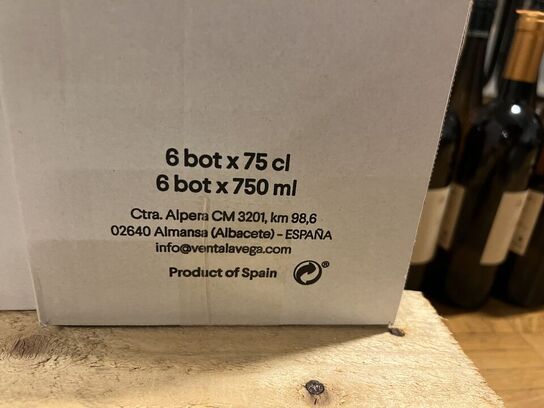 6 bot x 75 cl
6 bot x 750 ml
Ctra. Alpera CM 3201, km 98,6
02640 Almansa (Albacete) - ESPAÑA
info@ventalavega.com
Product of Spain ®